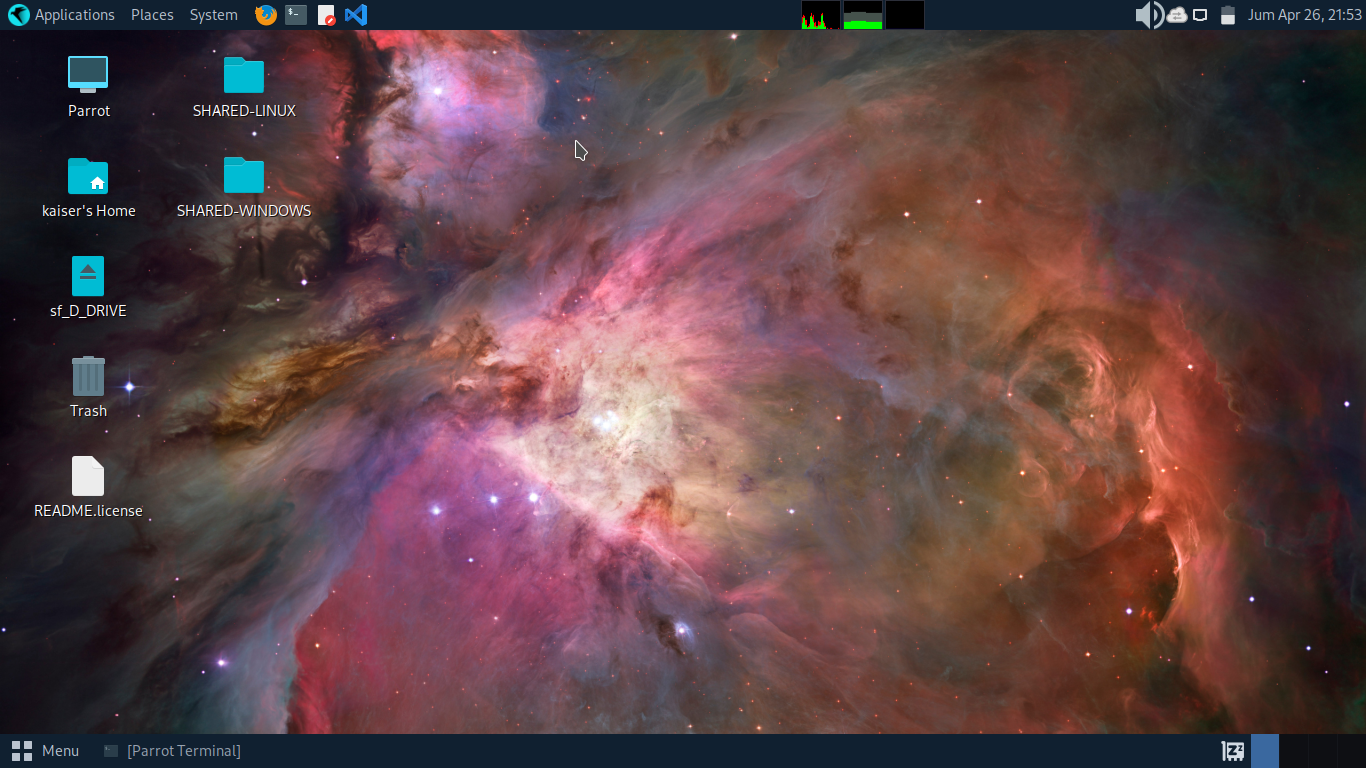 Applications Places System
Jum Apr 26, 21:53
Parrot
SHARED-LINUX
kaiser's Home
SHARED-WINDOWS
sf_D_DRIVE
Trash
README.license
Menu
[Parrot Terminal]